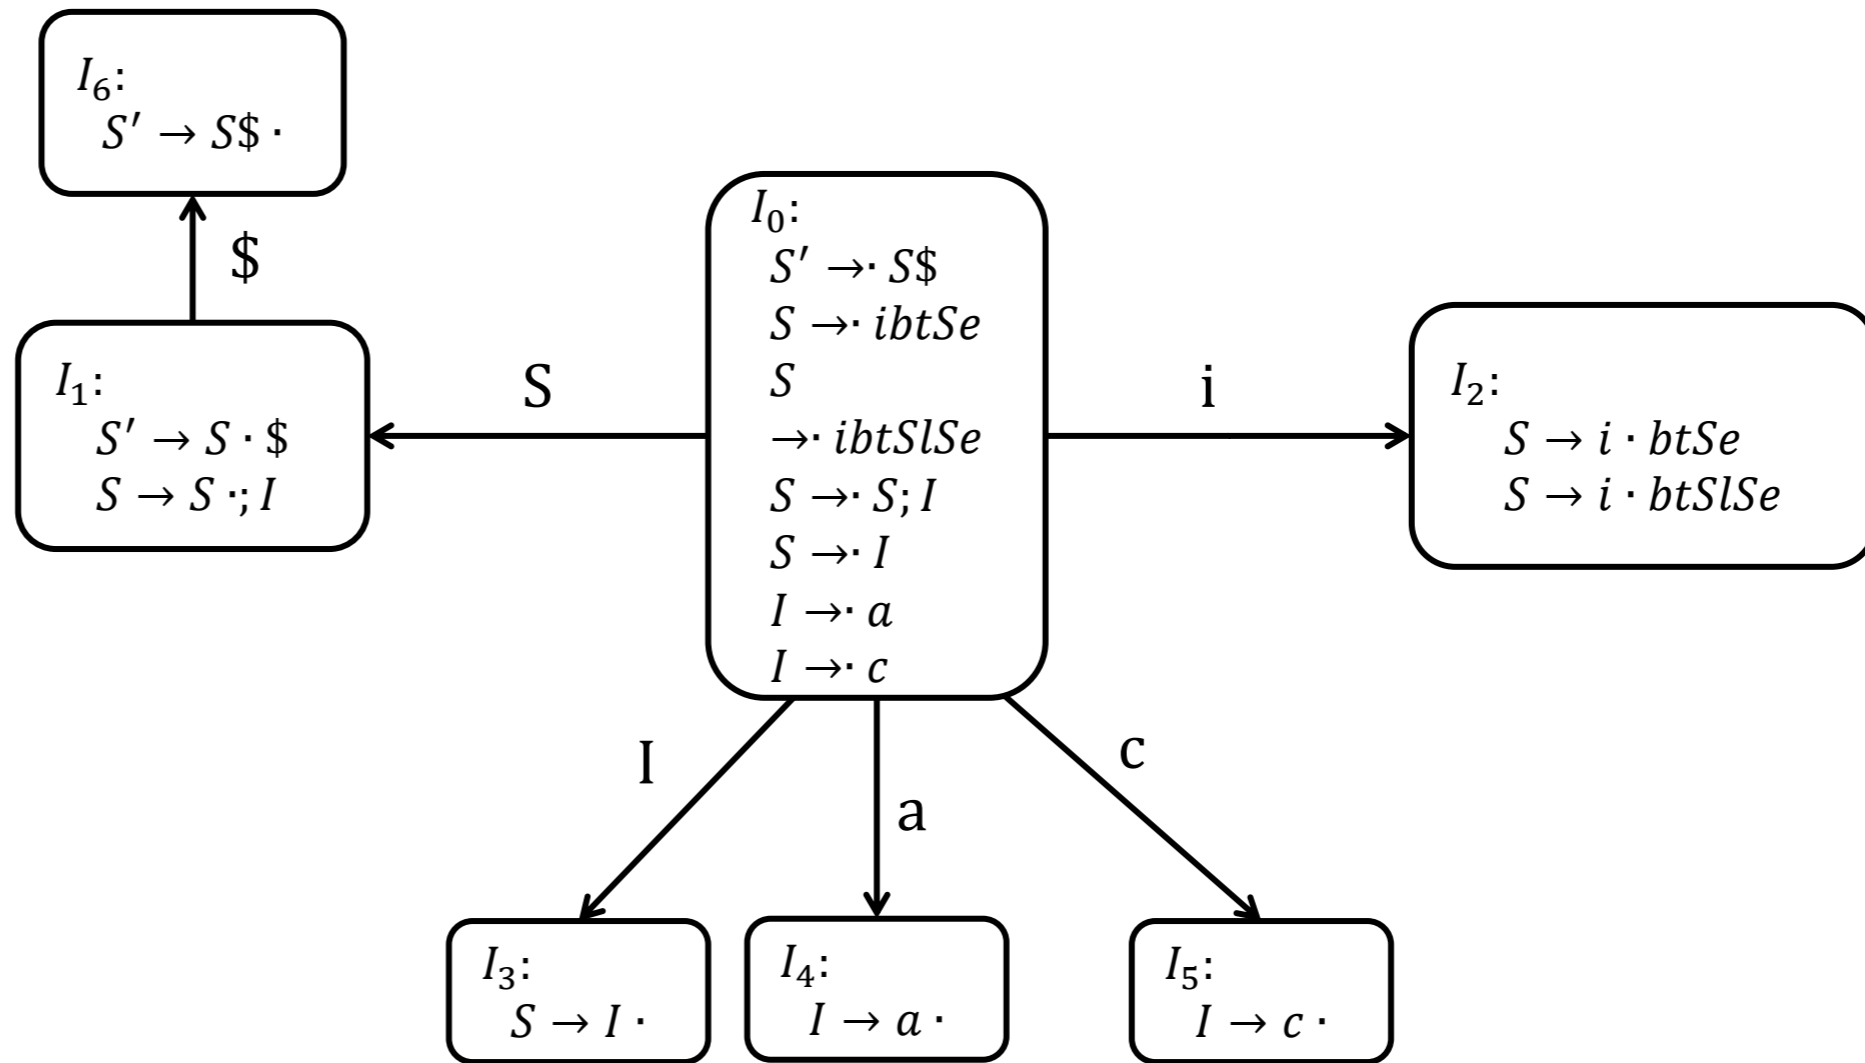 I₆:
S′ → S$ ·
$
I₁:
S′ → S · $
S → S ·; I
S
I₀:
S′ →· S$
S →· ibtSe
S
→· ibtSlSe
S →· S; I
S →· I
I →· a
I →· c
i
I₂:
S → i · btSe
S → i · btSlSe
I
a
c
I₃:
S → I ·
I₄:
I → a ·
I₅:
I → c ·